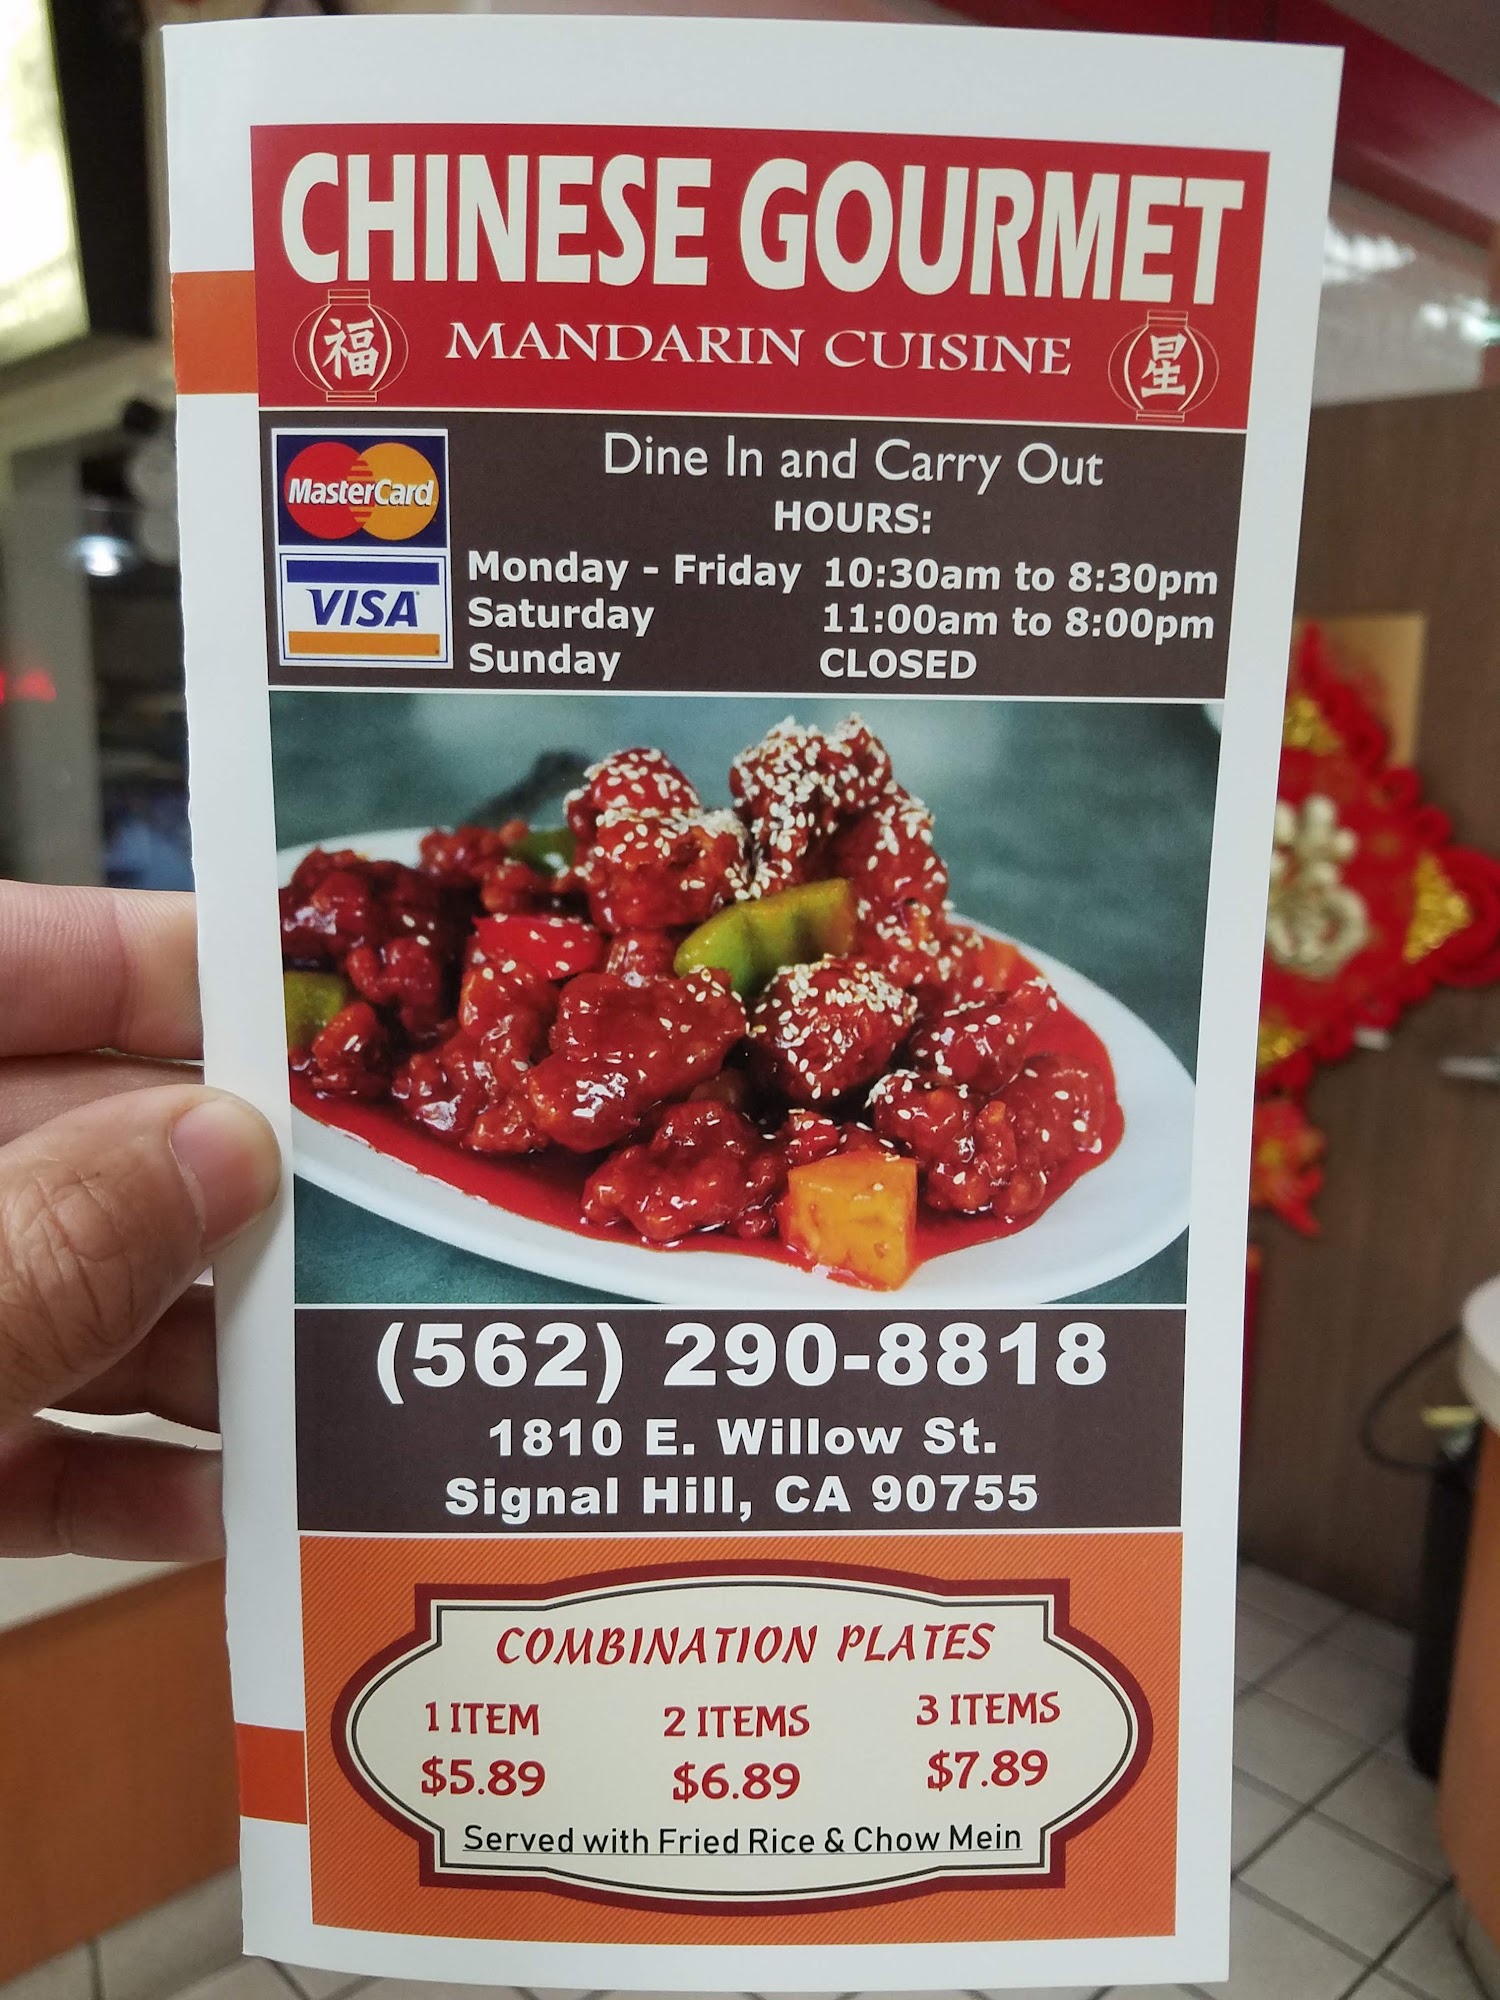 CHINESE GOURMET
福 MANDARIN CUISINE 星
MasterCard
VISA
Dine In and Carry Out
HOURS:
Monday - Friday 10:30am to 8:30pm
Saturday 11:00am to 8:00pm
Sunday CLOSED
(562) 290-8818
1810 E. Willow St.
Signal Hill, CA 90755
COMBINATION PLATES
1 ITEM 2 ITEMS 3 ITEMS
$5.89 $6.89 $7.89
Served with Fried Rice & Chow Mein